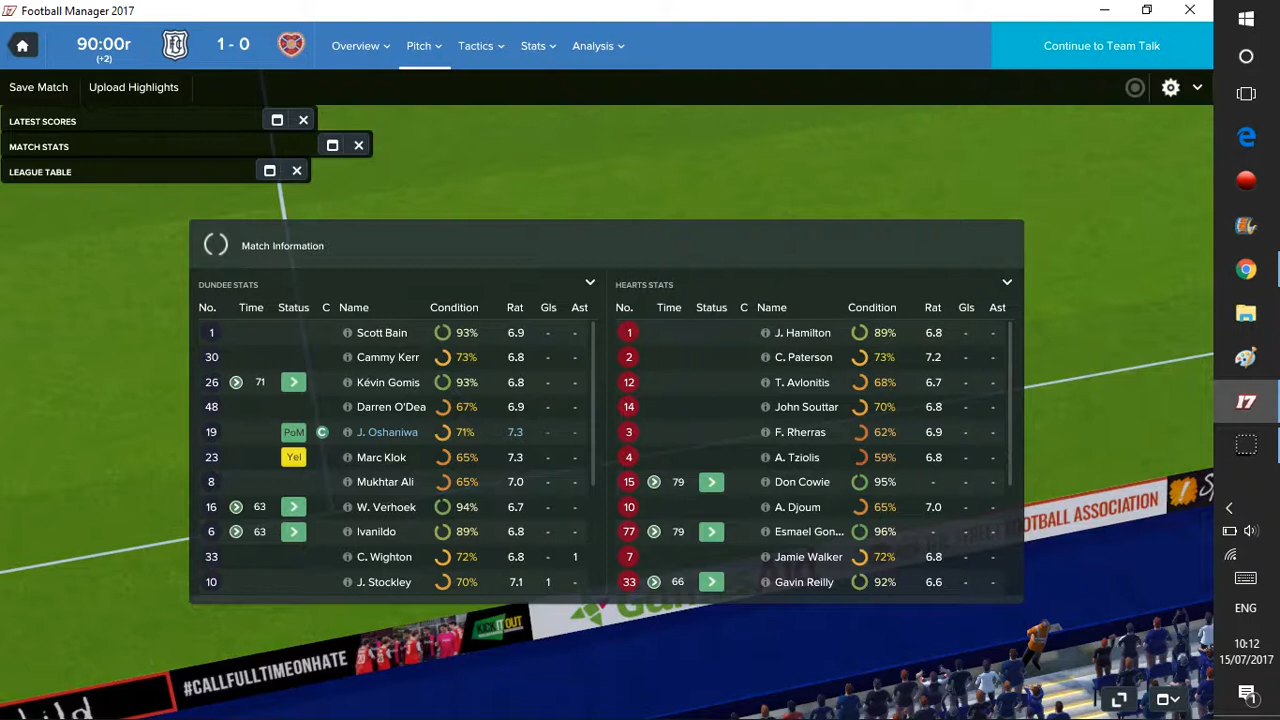 Football Manager 2017
90:00r
(+2)
1 - 0
Overview Pitch Tactics Stats Analysis
Continue to Team Talk
Save Match Upload Highlights
LATEST SCORES
MATCH STATS
LEAGUE TABLE
Match Information
DUNDEE STATS
No. Time Status C Name Condition Rat Gls Ast
1 Scott Bain 93% 6.9 - -
30 Cammy Kerr 73% 6.8 - -
26 71 Kévin Gomis 93% 6.8 - -
48 Darren O'Dea 67% 6.9 - -
19 PoM C J. Oshaniwa 71% 7.3 - -
23 Yel Marc Klok 65% 7.3 - -
8 Mukhtar Ali 65% 7.0 - -
16 63 W. Verhoek 94% 6.7 - -
6 63 Ivanildo 89% 6.8 - -
33 C. Wighton 72% 6.8 - 1
10 J. Stockley 70% 7.1 1 -
HEARTS STATS
No. Time Status C Name Condition Rat Gls Ast
1 J. Hamilton 89% 6.8 - -
2 C. Paterson 73% 7.2 - -
12 T. Avlonitis 68% 6.7 - -
14 John Souttar 70% 6.8 - -
3 F. Rherras 62% 6.9 - -
4 A. Tziolis 59% 6.8 - -
15 79 Don Cowie 95% - - -
10 A. Djoum 65% 7.0 - -
77 79 Esmael Gon... 96% - - -
7 Jamie Walker 72% 6.8 - -
33 66 Gavin Reilly 92% 6.6 - -
FOOTBALL ASSOCIATION
KICK IT OUT
#CALLFULLTIMEONHATE
17
ENG
10:12
15/07/2017
1